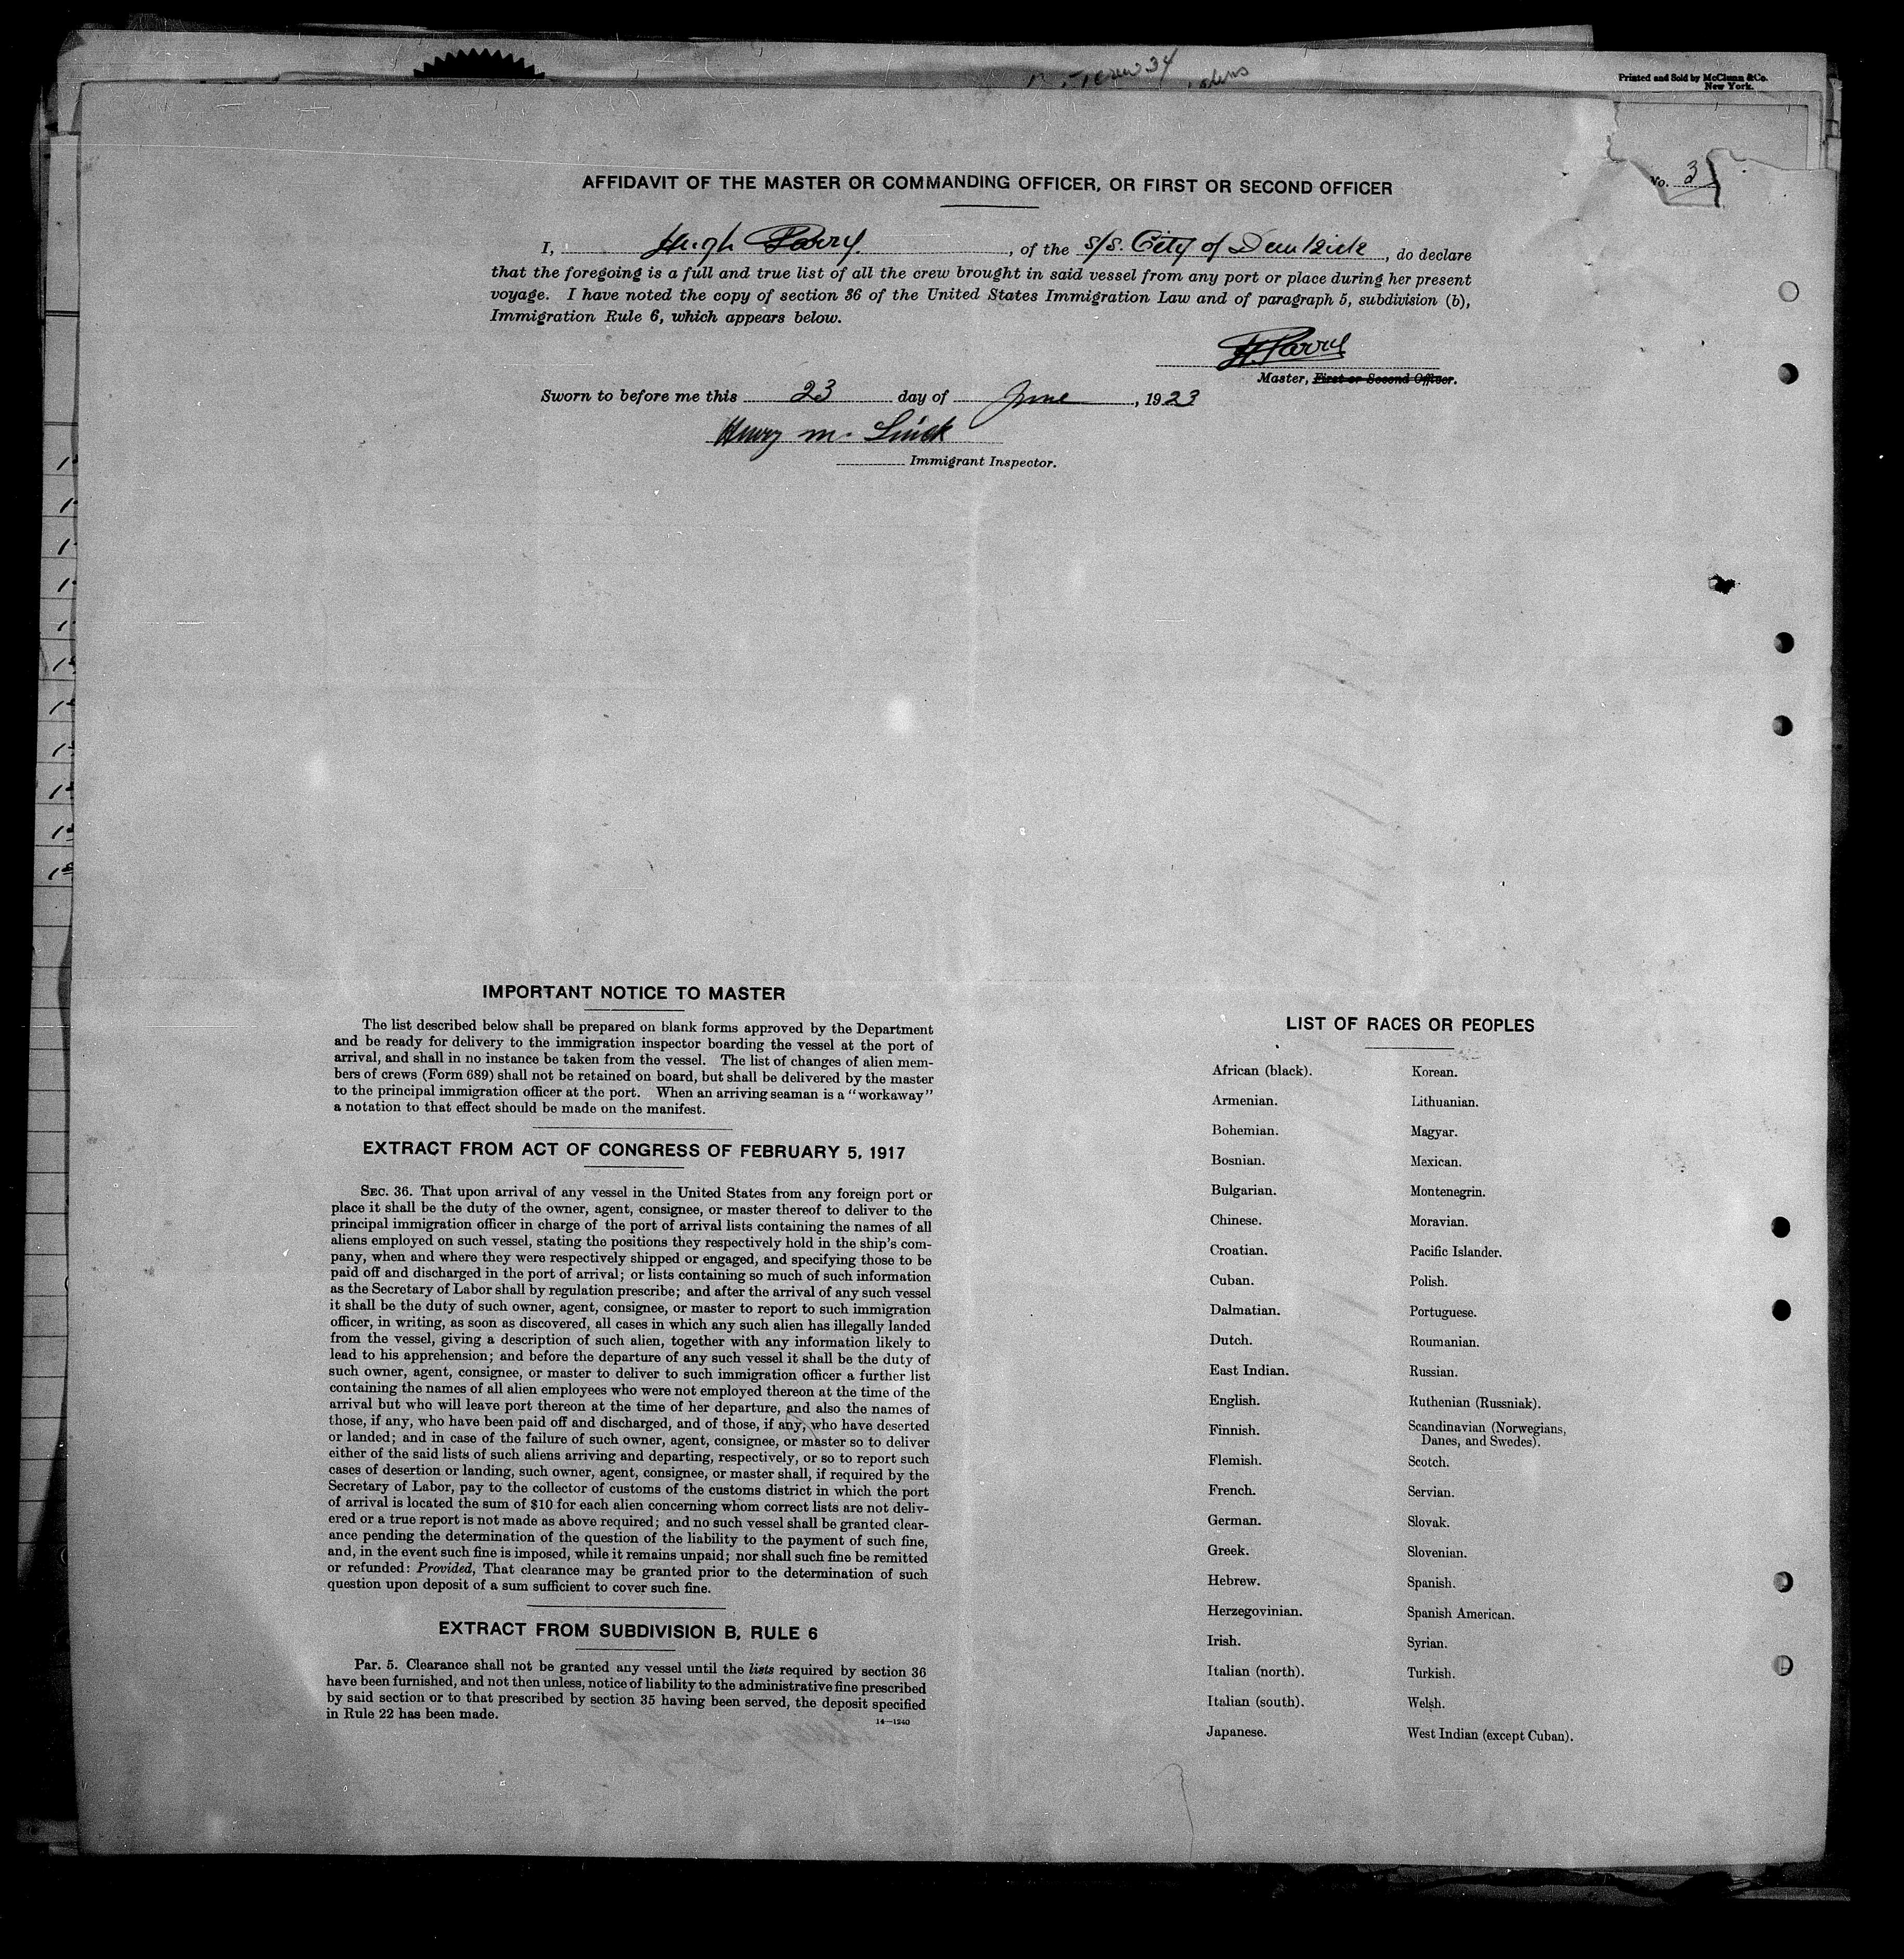 Printed and Sold by McClunn & Co.
New York.
No. 3
AFFIDAVIT OF THE MASTER OR COMMANDING OFFICER, OR FIRST OR SECOND OFFICER
I, Hugh Parry, of the s/s. City of Dunkirk, do declare
that the foregoing is a full and true list of all the crew brought in said vessel from any port or place during her present
voyage. I have noted the copy of section 36 of the United States Immigration Law and of paragraph 5, subdivision (b),
Immigration Rule 6, which appears below.
H. Parry
Master, First or Second Officer.
Sworn to before me this 23 day of June, 1923
Henry M.
Immigrant Inspector.
IMPORTANT NOTICE TO MASTER
The list described below shall be prepared on blank forms approved by the Department
and be ready for delivery to the immigration inspector boarding the vessel at the port of
arrival, and shall in no instance be taken from the vessel. The list of changes of alien mem-
bers of crews (Form 689) shall not be retained on board, but shall be delivered by the master
to the principal immigration officer at the port. When an arriving seaman is a "workaway"
a notation to that effect should be made on the manifest.
EXTRACT FROM ACT OF CONGRESS OF FEBRUARY 5, 1917
SEC. 36. That upon arrival of any vessel in the United States from any foreign port or
place it shall be the duty of the owner, agent, consignee, or master thereof to deliver to the
principal immigration officer in charge of the port of arrival lists containing the names of all
aliens employed on such vessel, stating the positions they respectively hold in the ship's com-
pany, when and where they were respectively shipped or engaged, and specifying those to be
paid off and discharged in the port of arrival; or lists containing so much of such information
as the Secretary of Labor shall by regulation prescribe; and after the arrival of any such vessel
it shall be the duty of such owner, agent, consignee, or master to report to such immigration
officer, in writing, as soon as discovered, all cases in which any such alien has illegally landed
from the vessel, giving a description of such alien, together with any information likely to
lead to his apprehension; and before the departure of any such vessel it shall be the duty of
such owner, agent, consignee, or master to deliver to such immigration officer a further list
containing the names of all alien employees who were not employed thereon at the time of the
arrival but who will leave port thereon at the time of her departure, and also the names of
those, if any, who have been paid off and discharged, and of those, if any, who have deserted
or landed; and in case of the failure of such owner, agent, consignee, or master so to deliver
either of the said lists of such aliens arriving and departing, respectively, or so to report such
cases of desertion or landing, such owner, agent, consignee, or master shall, if required by the
Secretary of Labor, pay to the collector of customs of the customs district in which the port
of arrival is located the sum of $10 for each alien concerning whom correct lists are not deliv-
ered or a true report is not made as above required; and no such vessel shall be granted clear-
ance pending the determination of the question of the liability to the payment of such fine,
and, in the event such fine is imposed, while it remains unpaid; nor shall such fine be remitted
or refunded: Provided, That clearance may be granted prior to the determination of such
question upon deposit of a sum sufficient to cover such fine.
EXTRACT FROM SUBDIVISION B, RULE 6
Par. 5. Clearance shall not be granted any vessel until the lists required by section 36
have been furnished, and not then unless, notice of liability to the administrative fine prescribed
by said section or to that prescribed by section 35 having been served, the deposit specified
in Rule 22 has been made.
14—1240
LIST OF RACES OR PEOPLES
African (black).
Armenian.
Bohemian.
Bosnian.
Bulgarian.
Chinese.
Croatian.
Cuban.
Dalmatian.
Dutch.
East Indian.
English.
Finnish.
Flemish.
French.
German.
Greek.
Hebrew.
Herzegovinian.
Irish.
Italian (north).
Italian (south).
Japanese.
Korean.
Lithuanian.
Magyar.
Mexican.
Montenegrin.
Moravian.
Pacific Islander.
Polish.
Portuguese.
Roumanian.
Russian.
Ruthenian (Russniak).
Scandinavian (Norwegians,
Danes, and Swedes).
Scotch.
Servian.
Slovak.
Slovenian.
Spanish.
Spanish American.
Syrian.
Turkish.
Welsh.
West Indian (except Cuban).